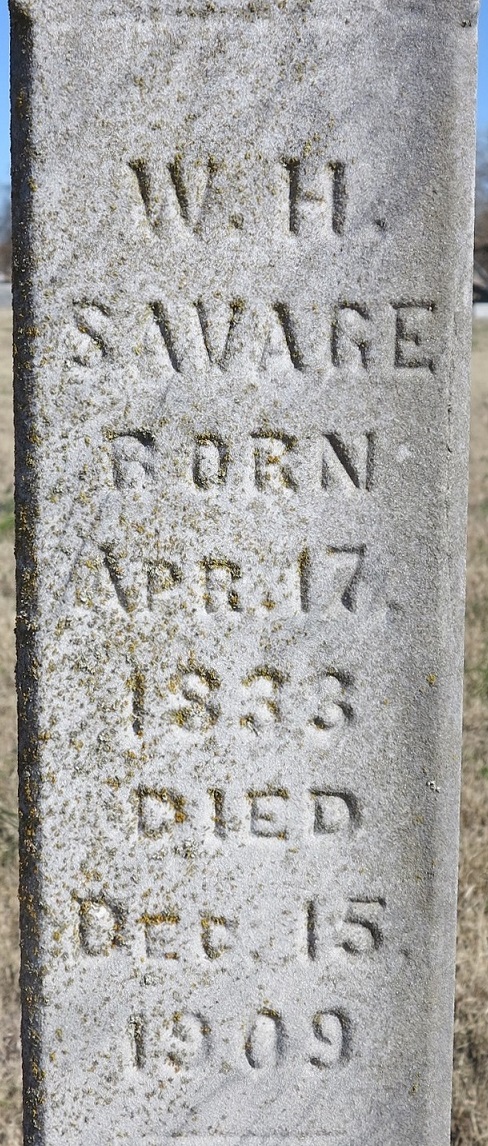 W. H.
SAVAGE
BORN
APR. 17.
1833
DIED
DEC. 15.
1909